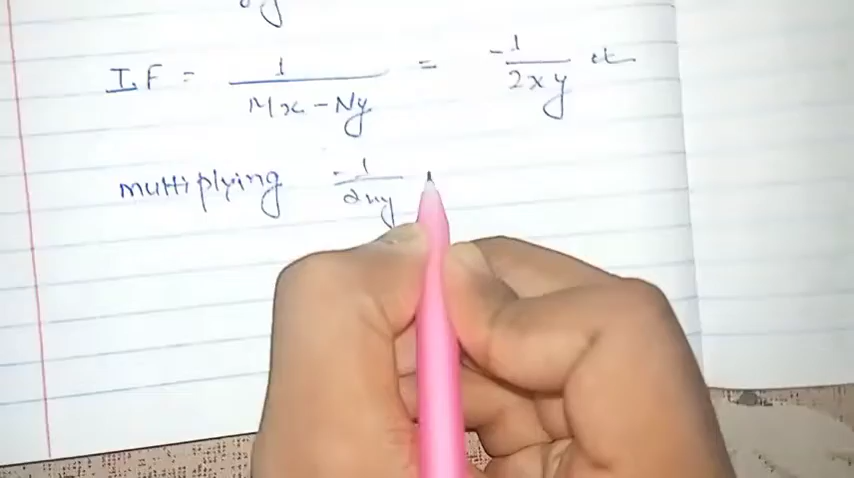 I.F = 1 / Mx - Ny = -1 / 2xy
multiplying -1 / 2xy